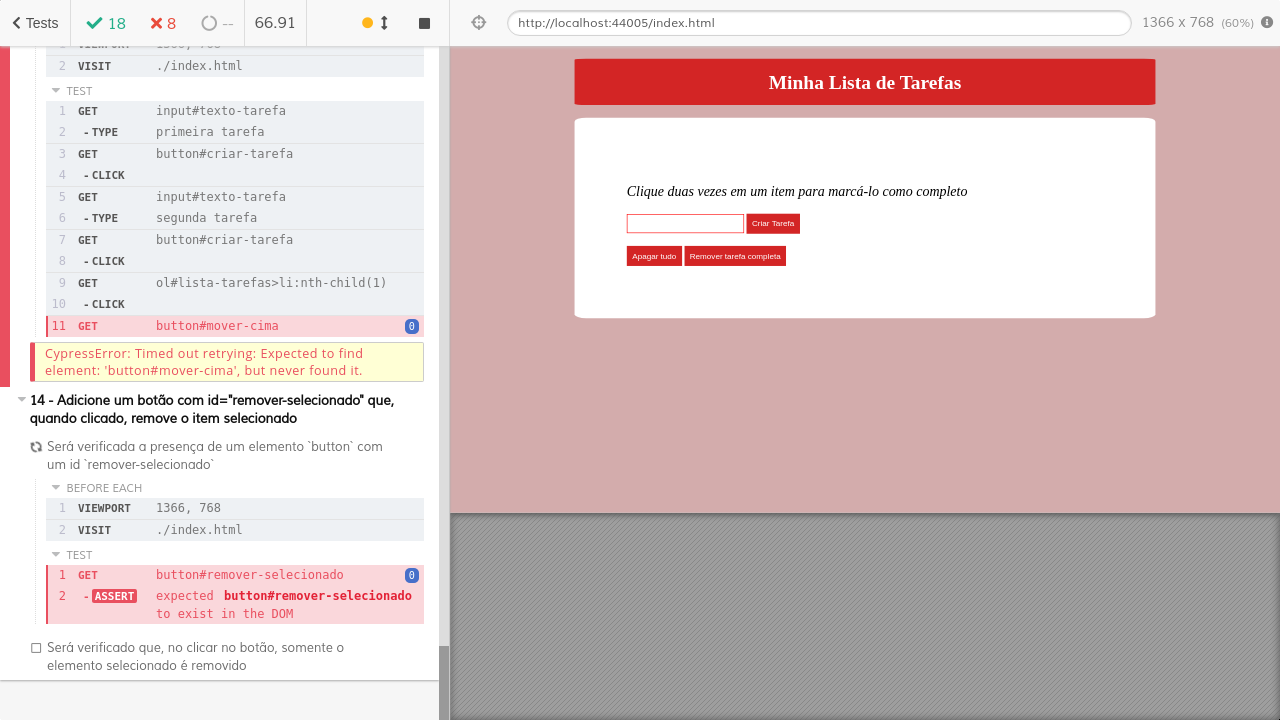 Tests
18
8
--
66.91
http://localhost:44005/index.html
1366 x 768 (60%)
1 VIEWPORT 1366, 768
2 VISIT ./index.html
TEST
1 GET input#texto-tarefa
2 -TYPE primeira tarefa
3 GET button#criar-tarefa
4 -CLICK
5 GET input#texto-tarefa
6 -TYPE segunda tarefa
7 GET button#criar-tarefa
8 -CLICK
9 GET ol#lista-tarefas>li:nth-child(1)
10 -CLICK
11 GET button#mover-cima 0
CypressError: Timed out retrying: Expected to find
element: 'button#mover-cima', but never found it.
14 - Adicione um botão com id="remover-selecionado" que,
quando clicado, remove o item selecionado
Será verificada a presença de um elemento `button` com
um id `remover-selecionado`
BEFORE EACH
1 VIEWPORT 1366, 768
2 VISIT ./index.html
TEST
1 GET button#remover-selecionado 0
2 -ASSERT expected button#remover-selecionado
to exist in the DOM
Será verificado que, no clicar no botão, somente o
elemento selecionado é removido
Minha Lista de Tarefas
Clique duas vezes em um item para marcá-lo como completo
Criar Tarefa
Apagar tudo Remover tarefa completa